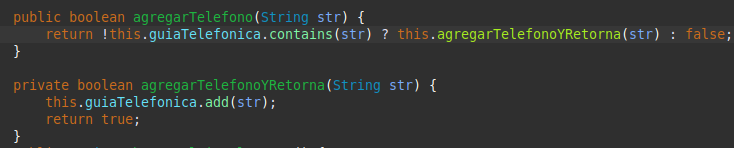 public boolean agregarTelefono(String str) {
    return !this.guiaTelefonica.contains(str) ? this.agregarTelefonoYRetorna(str) : false;
}

private boolean agregarTelefonoYRetorna(String str) {
    this.guiaTelefonica.add(str);
    return true;
}